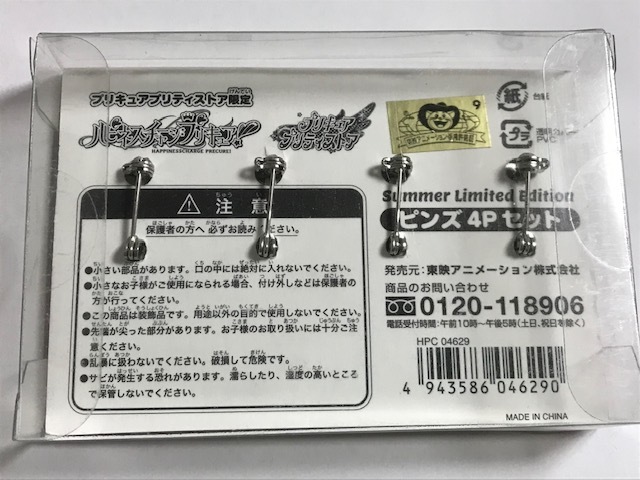 プリキュアプリティストア限定
ハピネスチャージプリキュア!
HAPPINESSCHARGE PRECURE!
プリキュア
プリティストア
9
紙
台紙
プラ
PVC
注意
保護者の方へ 必ずお読みください。
●小さい部品があります。口の中には絶対に入れないでください。
●小さなお子様がご使用になられる場合、付け外しなどは保護者の
方が行ってください。
●この商品は装飾品です。用途以外の目的で使用しないでください。
●先端が尖った部分があります。お子様のお取り扱いには十分ご注
意ください。
●乱暴に扱わないでください。破損して危険です。
●サビが発生する恐れがあります。濡らしたり、湿度の高いところ
で保管しないでください。
Summer Limited Edition
ピンズ 4P セット
発売元:東映アニメーション株式会社
商品のお問い合わせ
0120-118906
電話受付時間:午前10時〜午後5時(土、日、祝日を除く)
HPC 04629
4 943586 046290
MADE IN CHINA